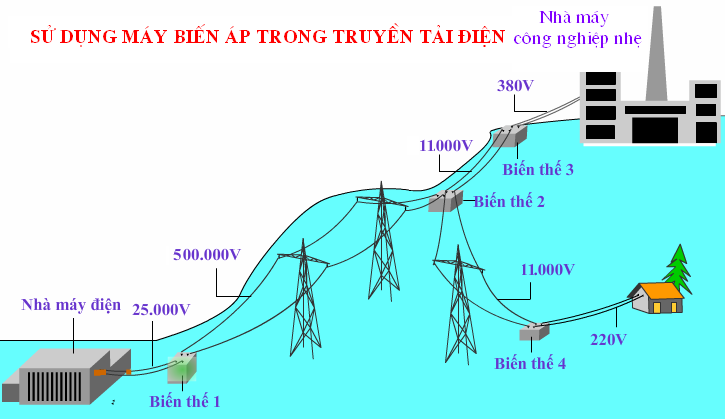 SỬ DỤNG MÁY BIẾN ÁP TRONG TRUYỀN TẢI ĐIỆN
Nhà máy
công nghiệp nhẹ
380V
11.000V
Biến thế 3
Biến thế 2
500.000V
11.000V
Nhà máy điện
25.000V
220V
Biến thế 4
Biến thế 1